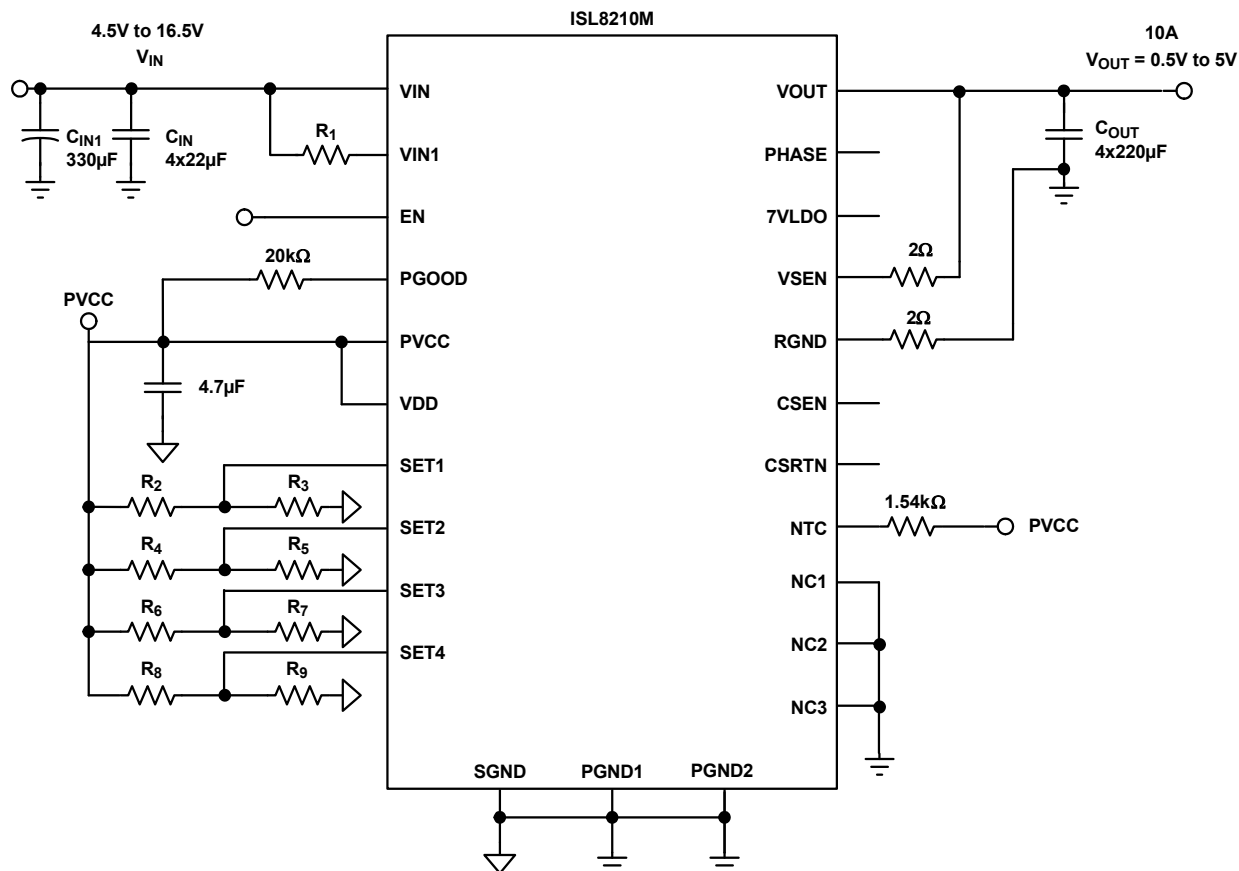 ISL8210M
4.5V to 16.5V
VIN
10A
VOUT = 0.5V to 5V
VIN
VOUT
CIN1
330µF
CIN
4x22µF
R1
VIN1
PHASE
COUT
4x220µF
EN
7VLDO
20kΩ
PGOOD
VSEN
2Ω
PVCC
PVCC
RGND
2Ω
4.7µF
VDD
CSEN
SET1
CSRTN
R2
R3
SET2
NTC
1.54kΩ
PVCC
R4
R5
SET3
NC1
R6
R7
SET4
NC2
R8
R9
NC3
SGND
PGND1
PGND2